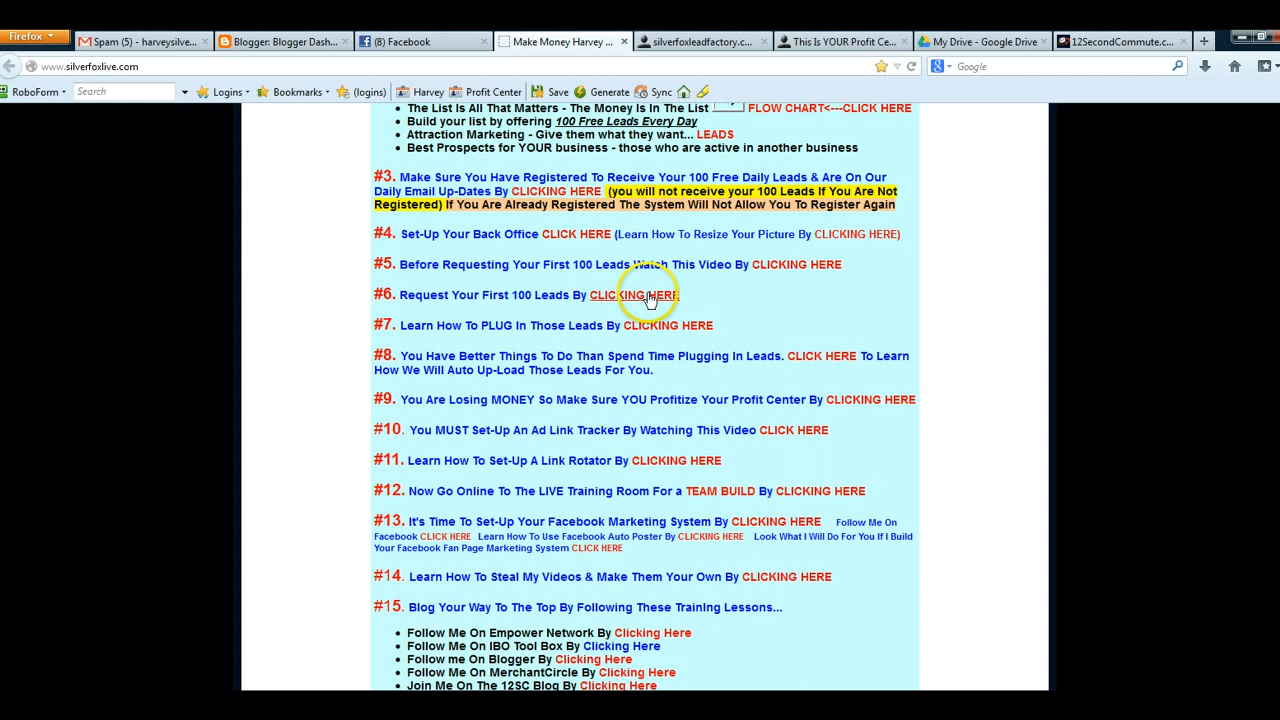 Firefox
Spam (5) - harveysilve...
Blogger: Blogger Dash...
(8) Facebook
Make Money Harvey ...
silverfoxleadfactory.c...
This Is YOUR Profit Ce...
My Drive - Google Drive
12SecondCommute.c...
www.silverfoxlive.com
Google
RoboForm
Search
Logins
Bookmarks
(logins)
Harvey
Profit Center
Save
Generate
Sync
• The List Is All That Matters - The Money Is In The List FLOW CHART<---CLICK HERE
• Build your list by offering 100 Free Leads Every Day
• Attraction Marketing - Give them what they want... LEADS
• Best Prospects for YOUR business - those who are active in another business
#3. Make Sure You Have Registered To Receive Your 100 Free Daily Leads & Are On Our
Daily Email Up-Dates By CLICKING HERE (you will not receive your 100 Leads If You Are Not
Registered) If You Are Already Registered The System Will Not Allow You To Register Again
#4. Set-Up Your Back Office CLICK HERE (Learn How To Resize Your Picture By CLICKING HERE)
#5. Before Requesting Your First 100 Leads Watch This Video By CLICKING HERE
#6. Request Your First 100 Leads By CLICKING HERE
#7. Learn How To PLUG In Those Leads By CLICKING HERE
#8. You Have Better Things To Do Than Spend Time Plugging In Leads. CLICK HERE To Learn
How We Will Auto Up-Load Those Leads For You.
#9. You Are Losing MONEY So Make Sure YOU Profitize Your Profit Center By CLICKING HERE
#10. You MUST Set-Up An Ad Link Tracker By Watching This Video CLICK HERE
#11. Learn How To Set-Up A Link Rotator By CLICKING HERE
#12. Now Go Online To The LIVE Training Room For a TEAM BUILD By CLICKING HERE
#13. It's Time To Set-Up Your Facebook Marketing System By CLICKING HERE Follow Me On
Facebook CLICK HERE Learn How To Use Facebook Auto Poster By CLICKING HERE Look What I Will Do For You If I Build
Your Facebook Fan Page Marketing System CLICK HERE
#14. Learn How To Steal My Videos & Make Them Your Own By CLICKING HERE
#15. Blog Your Way To The Top By Following These TrainIng Lessons...
• Follow Me On Empower Network By Clicking Here
• Follow Me On IBO Tool Box By Clicking Here
• Follow me On Blogger By Clicking Here
• Follow Me On MerchantCircle By Clicking Here
• Join Me On The 12SC Blog By Clicking Here